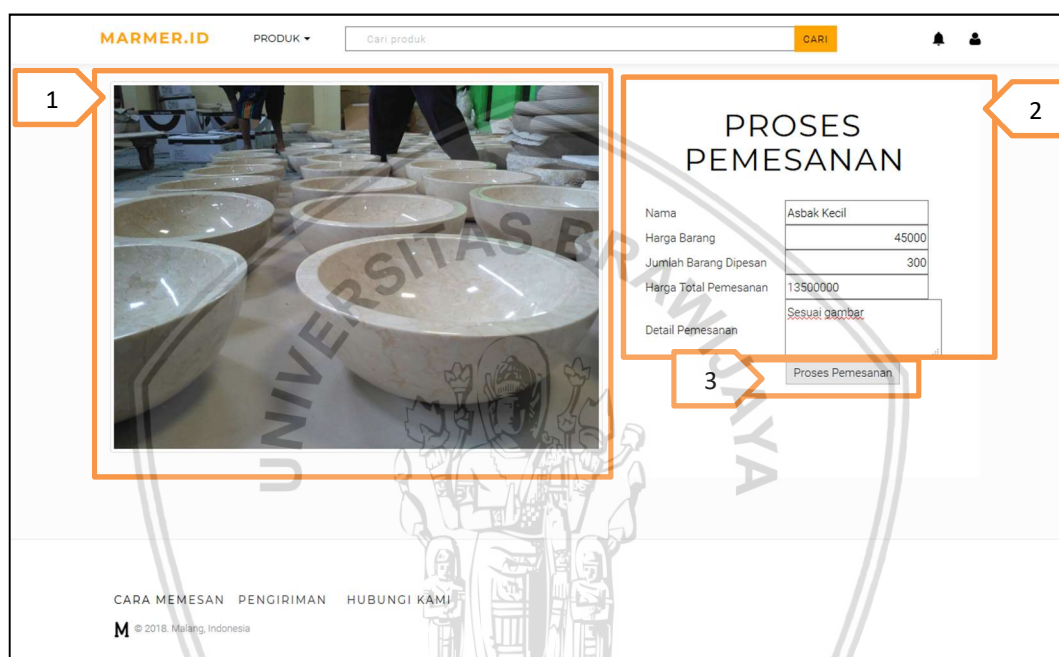 MARMER.ID PRODUK Cari produk CARI
1
2
PROSES
PEMESANAN
Nama Asbak Kecil
Harga Barang 45000
Jumlah Barang Dipesan 300
Harga Total Pemesanan 13500000
Detail Pemesanan Sesuai gambar
3 Proses Pemesanan
UNIVERSITAS BRAWIJAYA
CARA MEMESAN PENGIRIMAN HUBUNGI KAMI
M © 2018. Malang, Indonesia